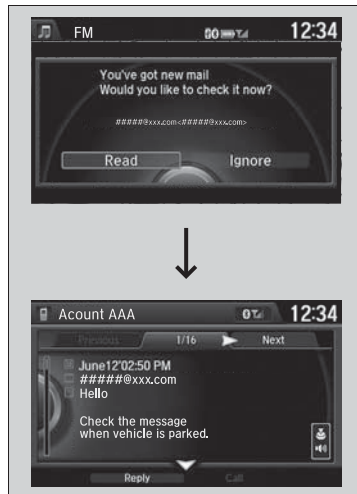 FM
12:34
You've got new mail
Would you like to check it now?
#####@xxx.com<#####@xxx.com>
Read Ignore
Acount AAA
12:34
Previous 1/16 Next
June12'02:50 PM
#####@xxx.com
Hello
Check the message
when vehicle is parked.
Reply Call